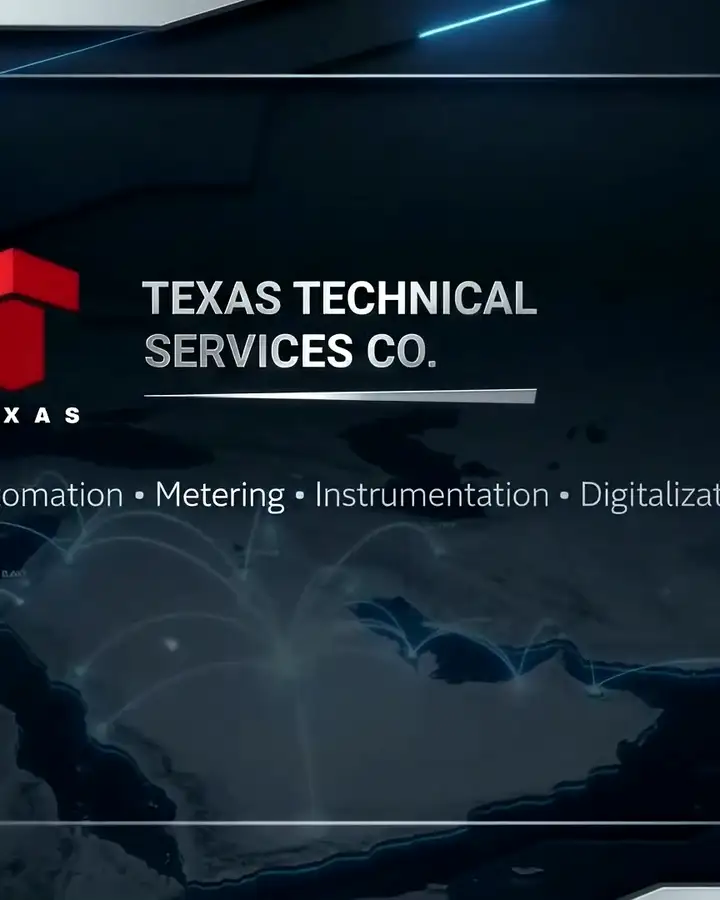 TEXAS TECHNICAL
SERVICES CO.
XAS
omation • Metering • Instrumentation • Digitalizat